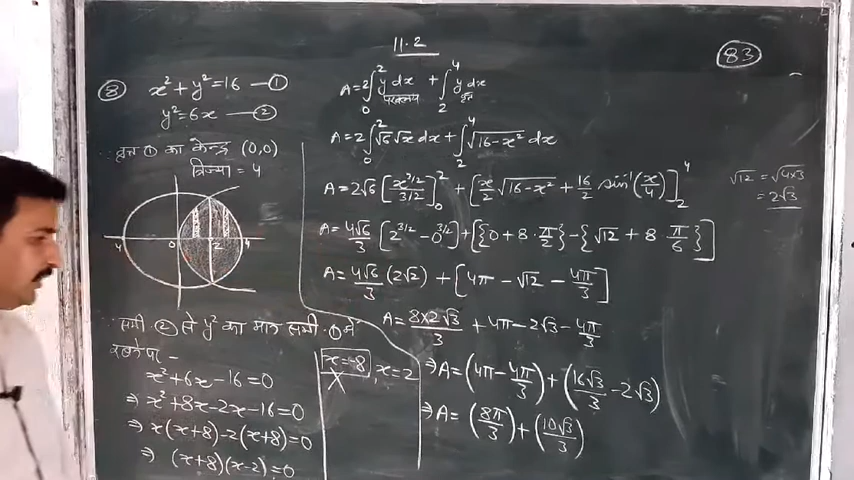 11.2
83
8 x² + y² = 16 — ①
y² = 6x — ②
∴ वृत्त ① का केन्द्र (0,0)
त्रिज्या = 4
4 0 2 4
समी ② से y² का मान समी. ① में
रखने पर –
x² + 6x - 16 = 0
⇒ x² + 8x - 2x - 16 = 0
⇒ x(x+8) - 2(x+8) = 0
⇒ (x+8)(x-2) = 0
x = -8, x = 2
A = 2∫₀² y dx + ∫₂⁴ y dx
परवलय वृत्त
A = 2∫₀² √6 √x dx + ∫₂⁴ √(16-x²) dx
A = 2√6 [x^(3/2)/(3/2)]₀² + [x/2 √(16-x²) + 16/2 sin⁻¹(x/4)]₂⁴
A = 4√6/3 [2^(3/2) - 0^(3/2)] + [{0 + 8·π/2} - {√12 + 8 π/6}]
A = 4√6/3 (2√2) + [4π - √12 - 4π/3]
A = 8×2√3/3 + 4π - 2√3 - 4π/3
⇒ A = (4π - 4π/3) + (16√3/3 - 2√3)
⇒ A = (8π/3) + (10√3/3)
√12 = √(4×3)
= 2√3